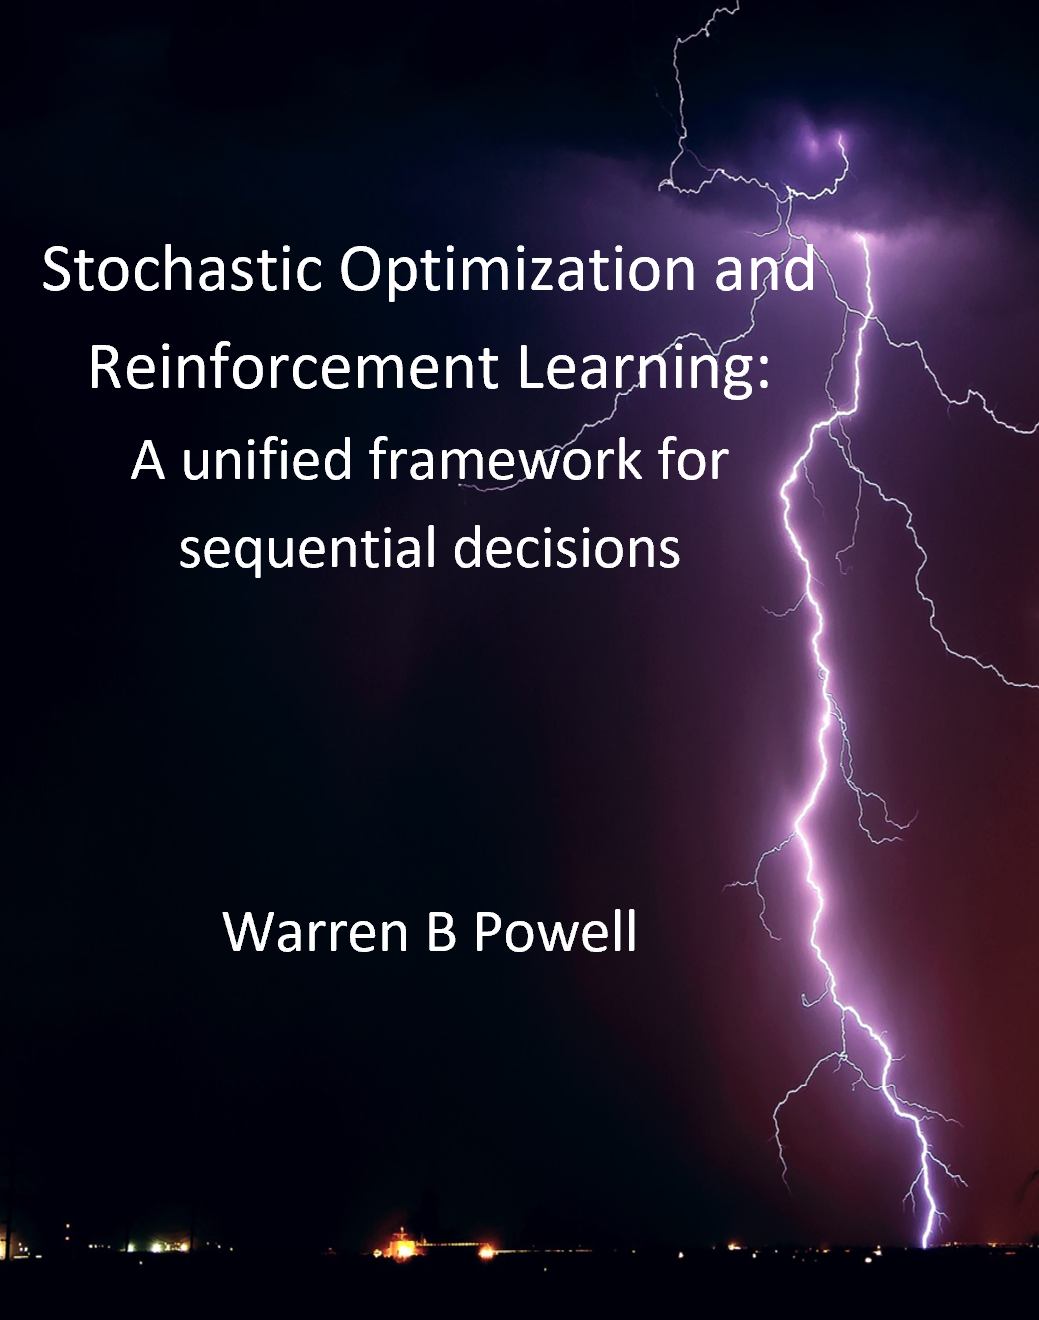 Stochastic Optimization and
Reinforcement Learning:
A unified framework for
sequential decisions
Warren B Powell